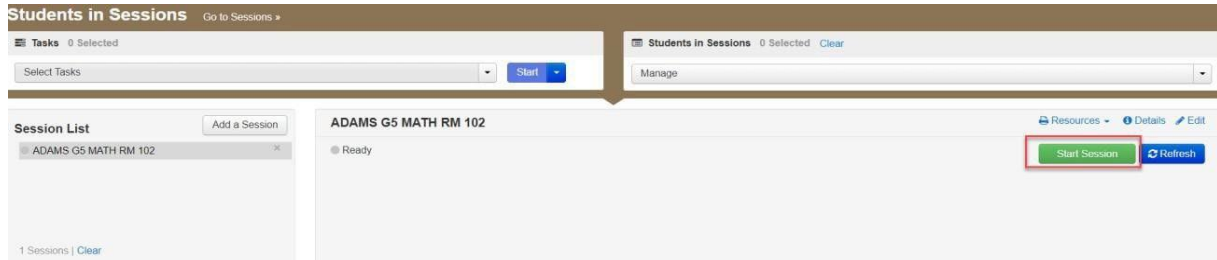 Students in Sessions Go to Sessions »
Tasks 0 Selected
Students in Sessions 0 Selected Clear
Select Tasks
Start
Manage
Session List
Add a Session
ADAMS G5 MATH RM 102
Resources
Details
Edit
ADAMS G5 MATH RM 102
Ready
Start Session
Refresh
1 Sessions | Clear